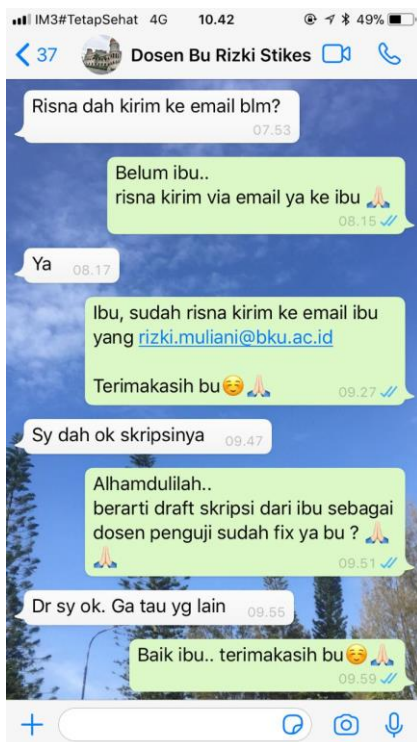 IM3#TetapSehat 4G 10.42 49%
37 Dosen Bu Rizki Stikes
Risna dah kirim ke email blm?
07.53
Belum ibu..
risna kirim via email ya ke ibu 🙏🏻
08.15
Ya 08.17
Ibu, sudah risna kirim ke email ibu
yang rizki.muliani@bku.ac.id
Terimakasih bu☺️🙏🏻
09.27
Sy dah ok skripsinya 09.47
Alhamdulilah..
berarti draft skripsi dari ibu sebagai
dosen penguji sudah fix ya bu ? 🙏🏻
🙏🏻
09.51
Dr sy ok. Ga tau yg lain 09.55
Baik ibu.. terimakasih bu☺️🙏🏻
09.59